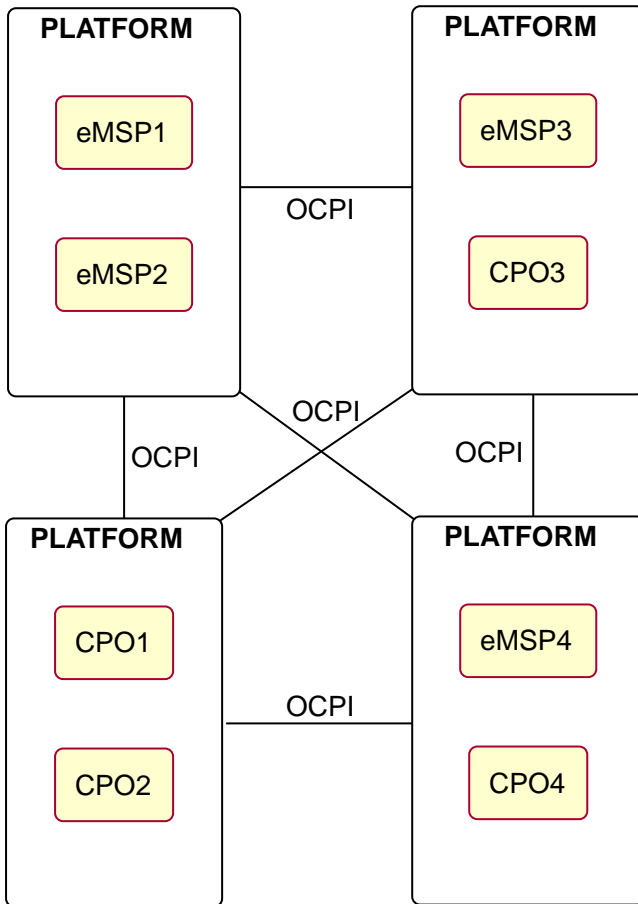 PLATFORM
eMSP1
eMSP2
PLATFORM
eMSP3
CPO3
OCPI
OCPI
OCPI
OCPI
PLATFORM
CPO1
CPO2
PLATFORM
eMSP4
CPO4
OCPI